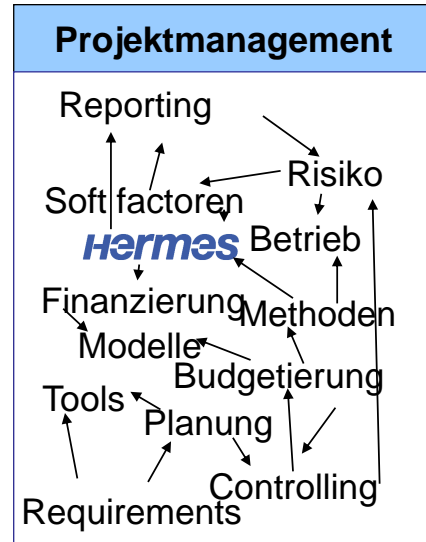 Projektmanagement
Reporting
Risiko
Soft factoren
Hermes Betrieb
Finanzierung
Methoden
Modelle
Budgetierung
Tools
Planung
Controlling
Requirements